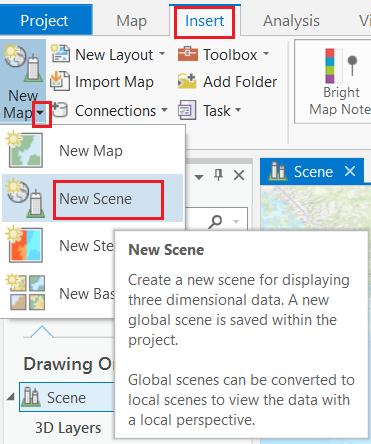 Project Map Insert Analysis Vi
New Layout Toolbox
Import Map Add Folder
New Map Connections Task
Bright
Map Note
New Map
New Scene
New Ste
New Bas
Scene
New Scene
Create a new scene for displaying
three dimensional data. A new
global scene is saved within the
project.
Global scenes can be converted to
local scenes to view the data with
a local perspective.
Drawing O
Scene
3D Layers